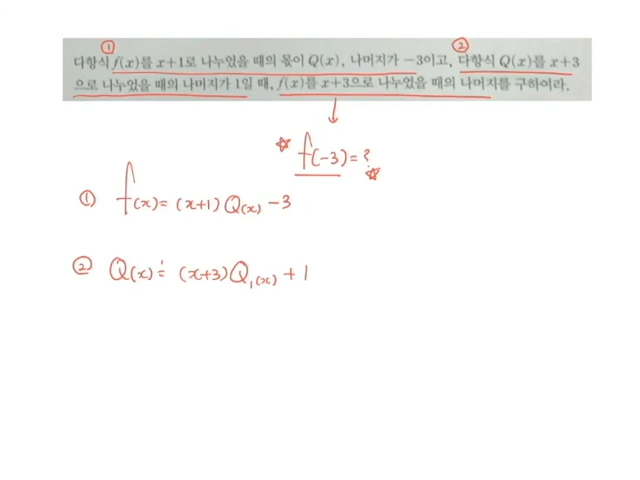 ① ②
다항식 f(x)를 x+1로 나누었을 때의 몫이 Q(x), 나머지가 -3이고, 다항식 Q(x)를 x+3
으로 나누었을 때의 나머지가 1일 때, f(x)를 x+3으로 나누었을 때의 나머지를 구하여라.
f(-3)=?
① f(x)=(x+1)Q(x)-3
② Q(x)=(x+3)Q₁(x)+1